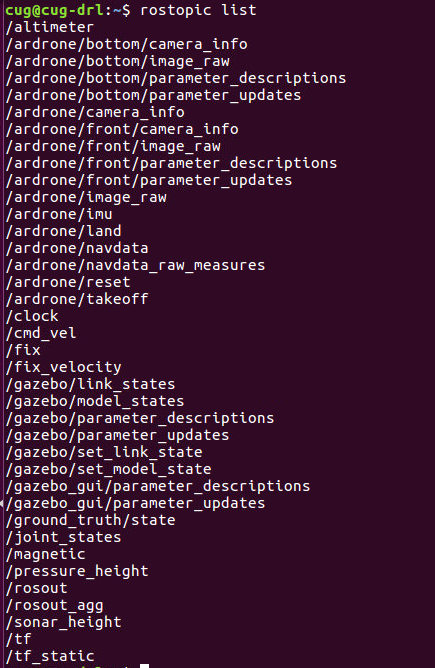 cug@cug-drl:~$ rostopic list
/altimeter
/ardrone/bottom/camera_info
/ardrone/bottom/image_raw
/ardrone/bottom/parameter_descriptions
/ardrone/bottom/parameter_updates
/ardrone/camera_info
/ardrone/front/camera_info
/ardrone/front/image_raw
/ardrone/front/parameter_descriptions
/ardrone/front/parameter_updates
/ardrone/image_raw
/ardrone/imu
/ardrone/land
/ardrone/navdata
/ardrone/navdata_raw_measures
/ardrone/reset
/ardrone/takeoff
/clock
/cmd_vel
/fix
/fix_velocity
/gazebo/link_states
/gazebo/model_states
/gazebo/parameter_descriptions
/gazebo/parameter_updates
/gazebo/set_link_state
/gazebo/set_model_state
/gazebo_gui/parameter_descriptions
/gazebo_gui/parameter_updates
/ground_truth/state
/joint_states
/magnetic
/pressure_height
/rosout
/rosout_agg
/sonar_height
/tf
/tf_static